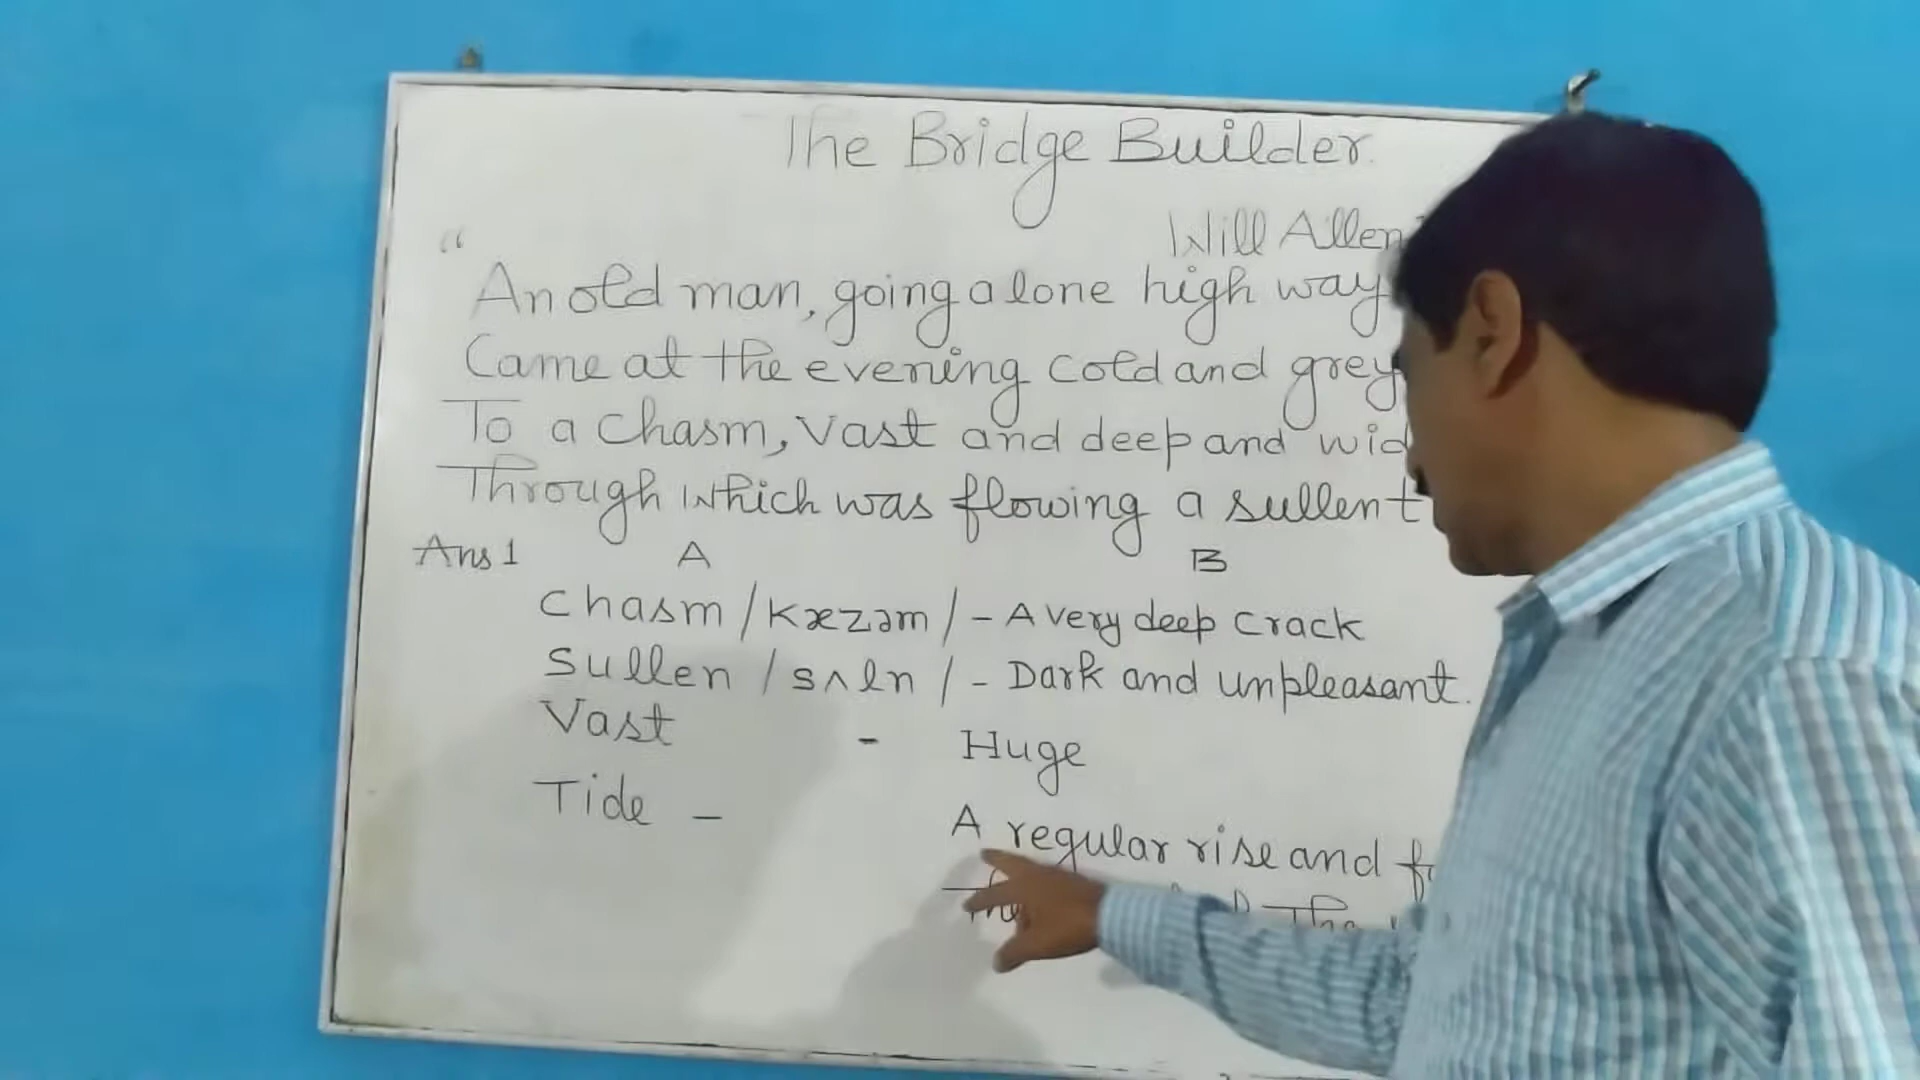 The Bridge Builder.
Will Allen
"
An old man, going alone high way
Came at the evening cold and grey
To a chasm, vast and deep and
Through which was flowing a sullen
Ans 1 A B
Chasm /Kæzəm/ - A very deep crack
Sullen /sʌln/ - Dark and unpleasant.
Vast - Huge
Tide - A regular rise and
The